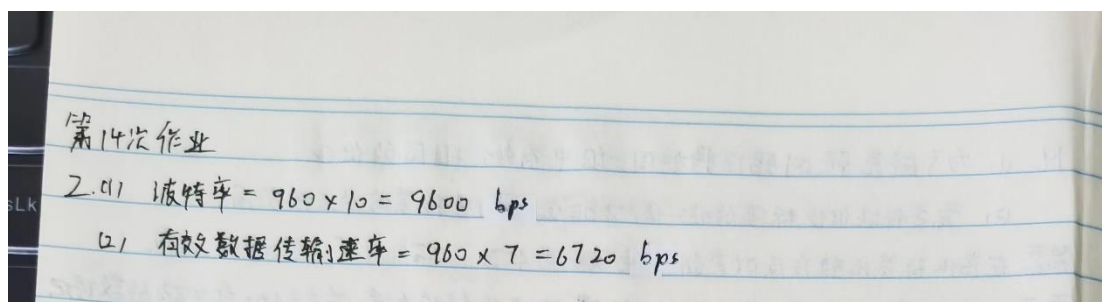 第14次作业
2.(1) 波特率 = 960 × 10 = 9600 bps
(2) 有效数据传输速率 = 960 × 7 = 6720 bps
sLk